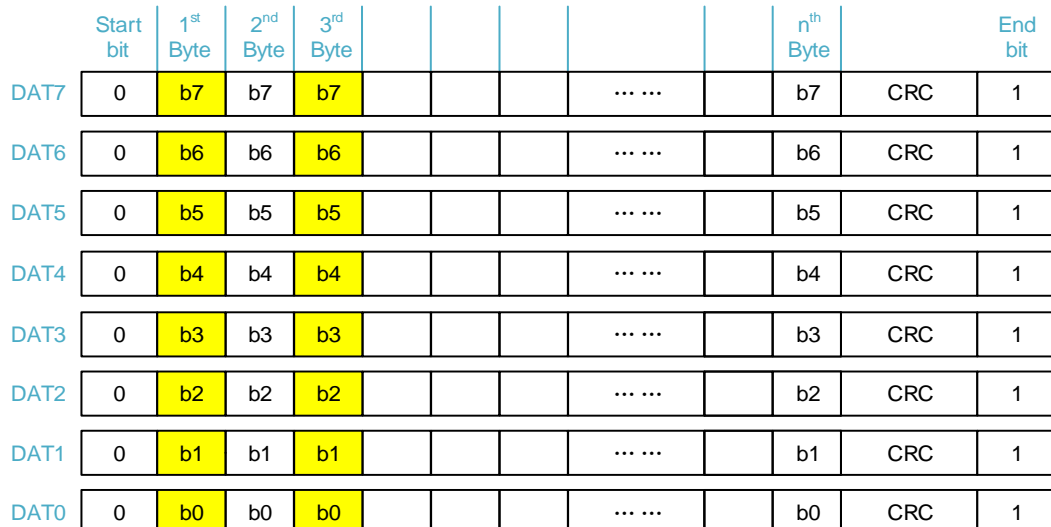 Start bit 1st Byte 2nd Byte 3rd Byte nth Byte End bit
DAT7 0 b7 b7 b7 ... ... b7 CRC 1
DAT6 0 b6 b6 b6 ... ... b6 CRC 1
DAT5 0 b5 b5 b5 ... ... b5 CRC 1
DAT4 0 b4 b4 b4 ... ... b4 CRC 1
DAT3 0 b3 b3 b3 ... ... b3 CRC 1
DAT2 0 b2 b2 b2 ... ... b2 CRC 1
DAT1 0 b1 b1 b1 ... ... b1 CRC 1
DAT0 0 b0 b0 b0 ... ... b0 CRC 1